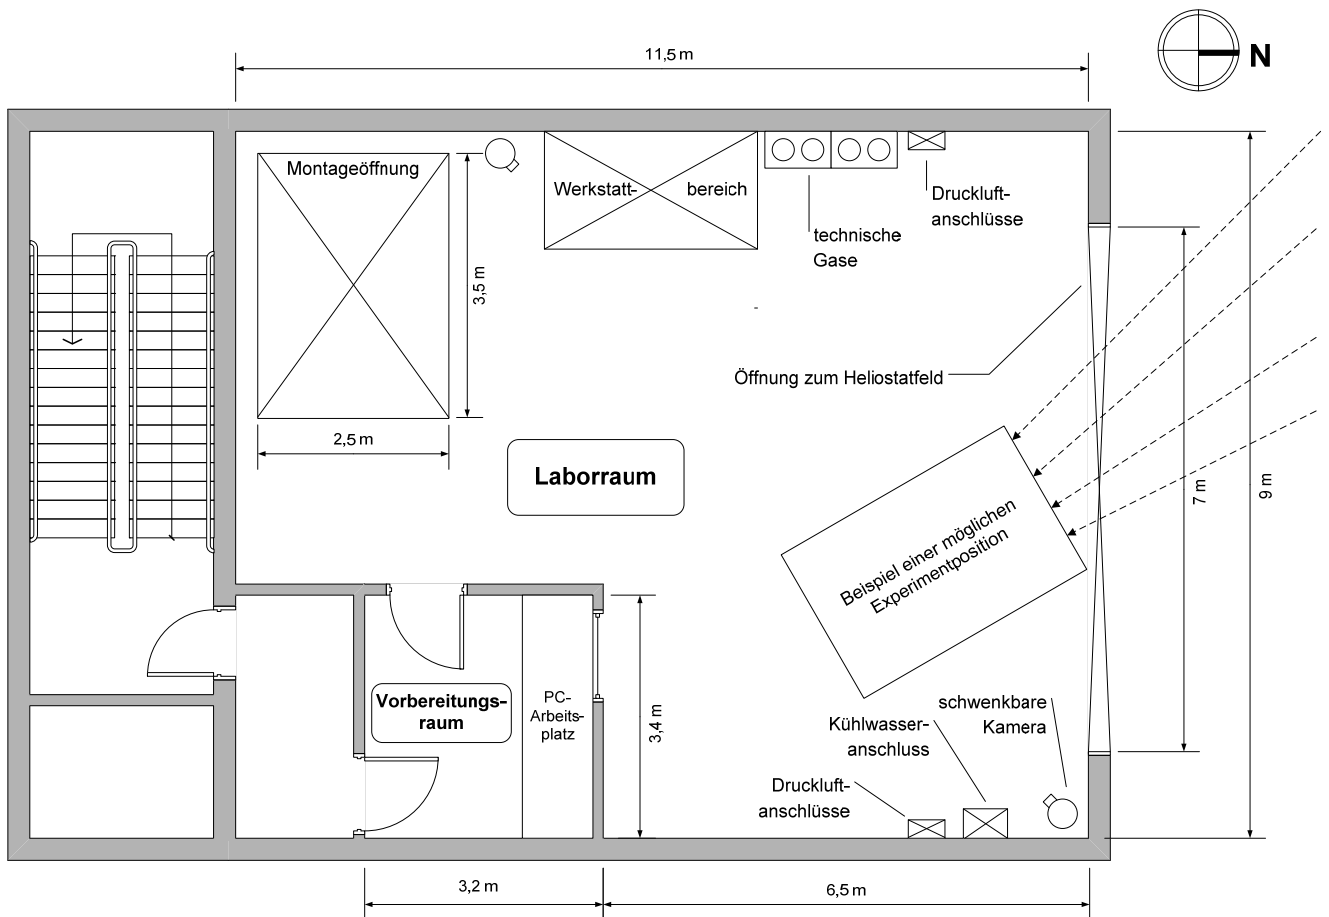 11,5 m
N
Montageöffnung
Werkstatt- bereich
Druckluft-
anschlüsse
technische
Gase
3,5 m
Öffnung zum Heliostatfeld
2,5 m
Laborraum
7 m
9 m
Beispiel einer möglichen
Experimentposition
Vorbereitungs-
raum
PC-
Arbeits-
platz
3,4 m
schwenkbare
Kamera
Kühlwasser-
anschluss
Druckluft-
anschlüsse
3,2 m
6,5 m